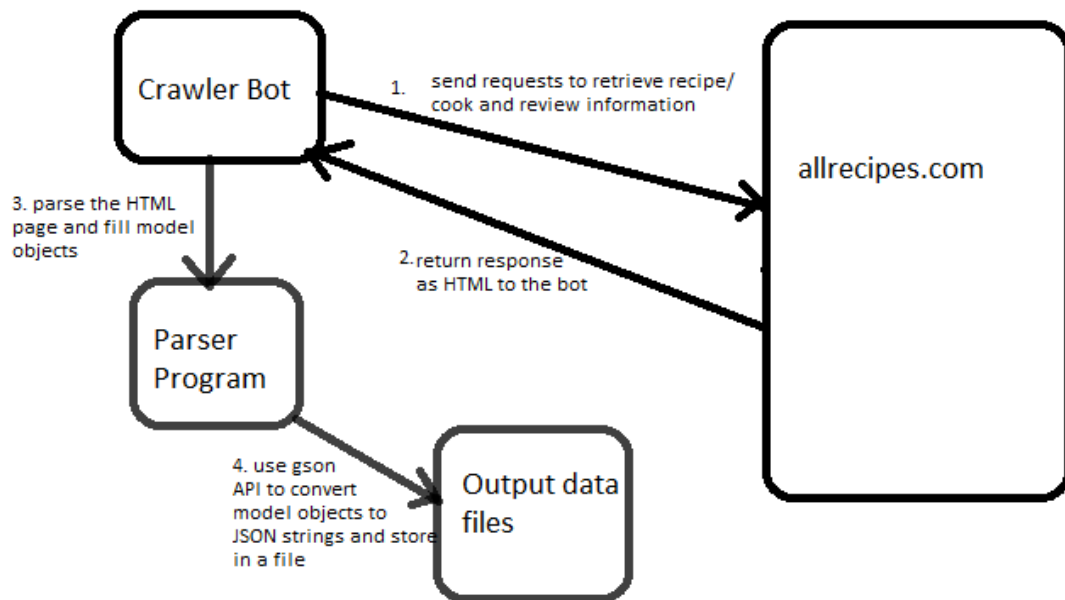 Crawler Bot
1.
send requests to retrieve recipe/
cook and review information
allrecipes.com
2.
return response
as HTML to the bot
3. parse the HTML
page and fill model
objects
Parser
Program
4. use gson
API to convert
model objects to
JSON strings and store
in a file
Output data
files